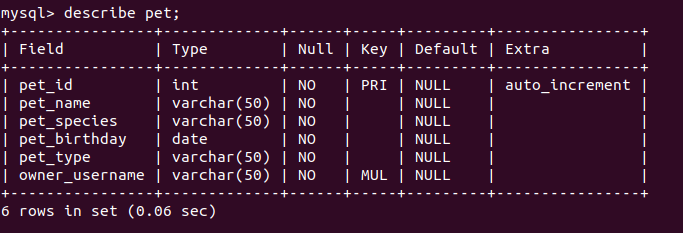 mysql> describe pet;
+----------------+-------------+------+-----+---------+----------------+
| Field          | Type        | Null | Key | Default | Extra          |
+----------------+-------------+------+-----+---------+----------------+
| pet_id         | int         | NO   | PRI | NULL    | auto_increment |
| pet_name       | varchar(50) | NO   |     | NULL    |                |
| pet_species    | varchar(50) | NO   |     | NULL    |                |
| pet_birthday   | date        | NO   |     | NULL    |                |
| pet_type       | varchar(50) | NO   |     | NULL    |                |
| owner_username | varchar(50) | NO   | MUL | NULL    |                |
+----------------+-------------+------+-----+---------+----------------+
6 rows in set (0.06 sec)